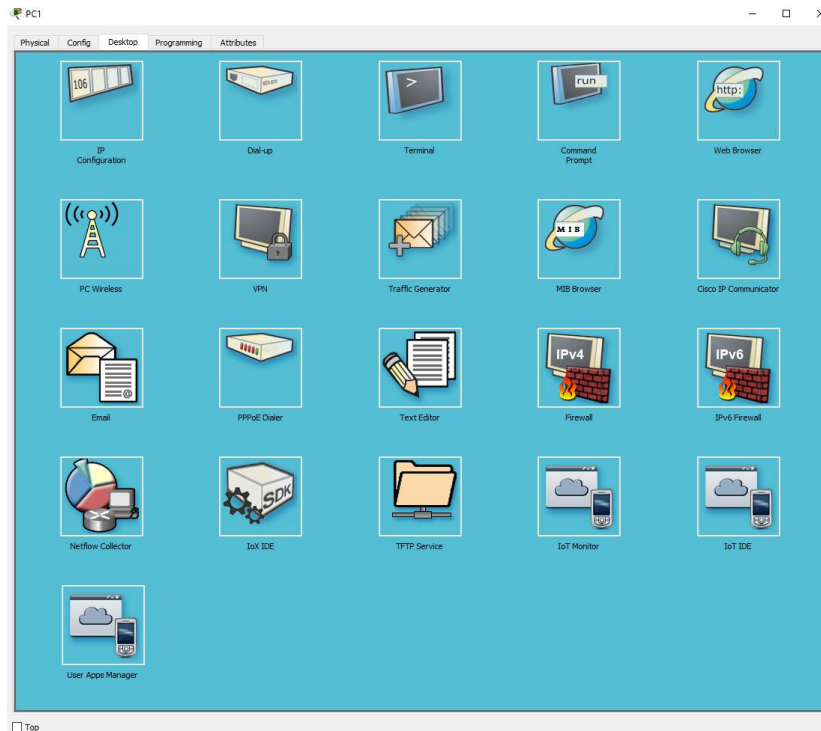 PC1
Physical Config Desktop Programming Attributes
106
run
http:
IP
Configuration
Dial-up
Terminal
Command
Prompt
Web Browser
MIB
PC Wireless
VPN
Traffic Generator
MIB Browser
Cisco IP Communicator
@
IPv4
IPv6
Email
PPPoE Dialer
Text Editor
Firewall
IPv6 Firewall
SDK
Netflow Collector
IoX IDE
TFTP Service
IoT Monitor
IoT IDE
User Apps Manager
Top